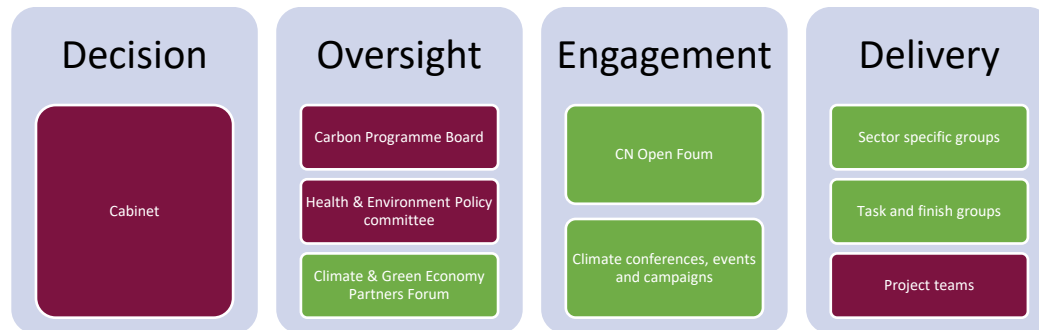 Decision
Cabinet
Oversight
Carbon Programme Board
Health & Environment Policy
committee
Climate & Green Economy
Partners Forum
Engagement
CN Open Foum
Climate conferences, events
and campaigns
Delivery
Sector specific groups
Task and finish groups
Project teams